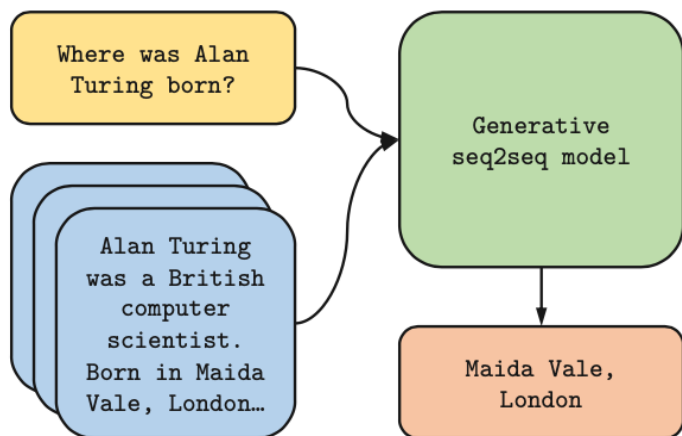 Where was Alan
Turing born?
Generative
seq2seq model
Alan Turing
was a British
computer
scientist.
Born in Maida
Vale, London…
Maida Vale,
London